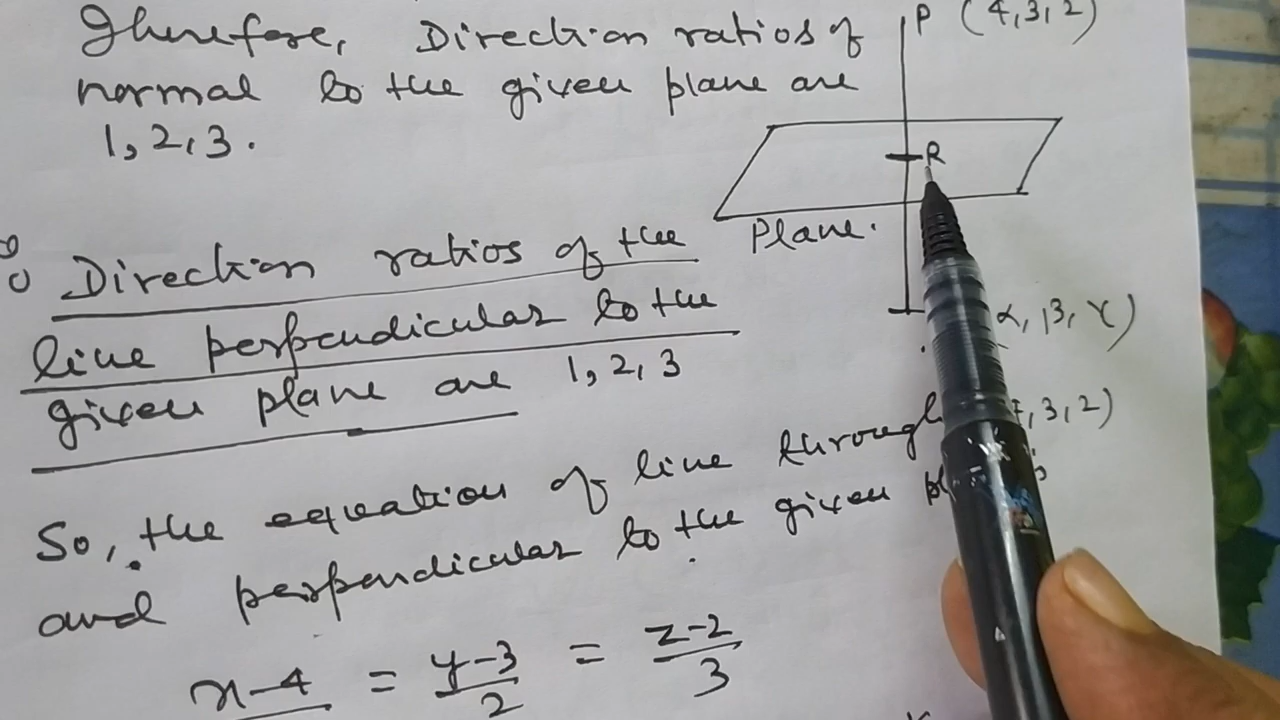 Therefore, Direction ratios of
normal to the given plane are
1, 2, 3.
P (4, 3, 2)
R
Plane.
α, β, γ)
∴ Direction ratios of the
line perpendicular to the
given plane are 1, 2, 3
So, the equation of line through , 3, 2)
and perpendicular to the given
x-4 = y-3/2 = z-2/3